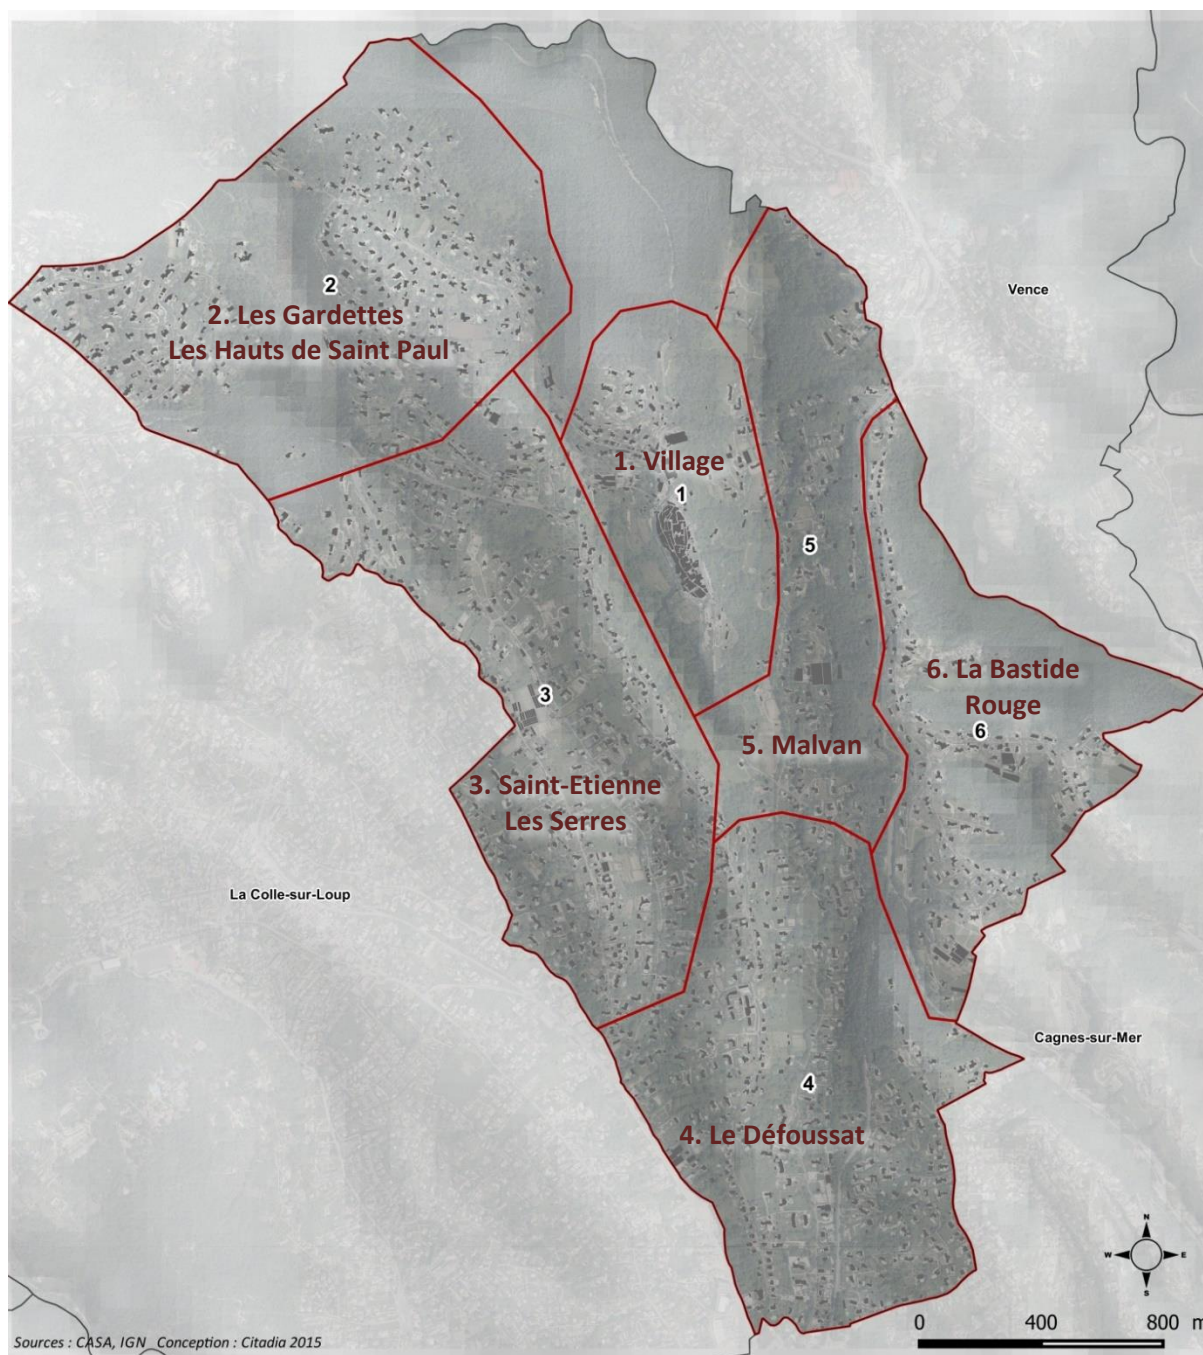 Vence
2
2. Les Gardettes
Les Hauts de Saint Paul
1. Village
1
5
6. La Bastide
Rouge
6
3
5. Malvan
3. Saint-Etienne
Les Serres
La Colle-sur-Loup
Cagnes-sur-Mer
4
4. Le Défoussat
N
W
E
S
0 400 800 m
Sources : CASA, IGN Conception : Citadia 2015